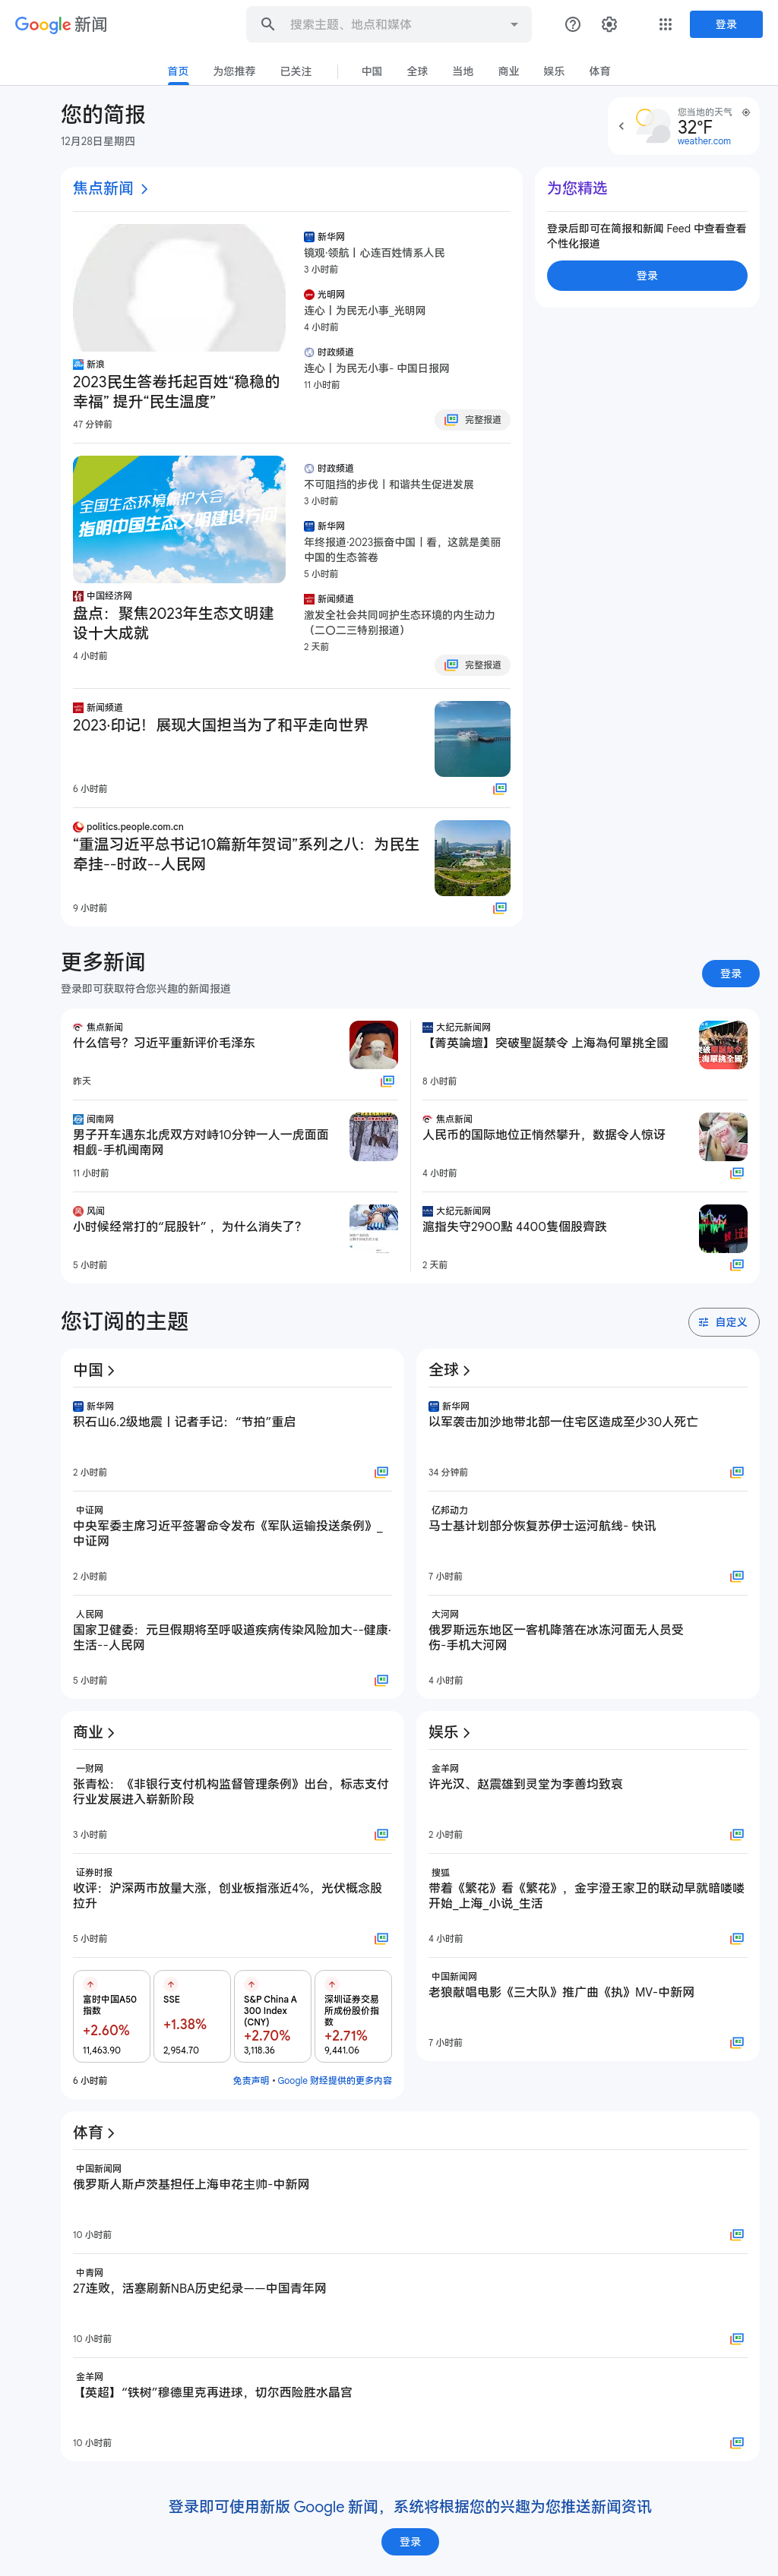 Google 新闻
搜索主题、地点和媒体
登录
首页
为您推荐
已关注
中国
全球
当地
商业
娱乐
体育
您的简报
12月28日星期四
您当地的天气
32°F
weather.com
焦点新闻
新浪
2023民生答卷托起百姓“稳稳的
幸福” 提升“民生温度”
47 分钟前
新华网
镜观·领航丨心连百姓情系人民
3 小时前
光明网
连心丨为民无小事_光明网
4 小时前
时政频道
连心丨为民无小事- 中国日报网
11 小时前
完整报道
全国生态环境保护大会
指明中国生态文明建设方向
中国经济网
盘点：聚焦2023年生态文明建
设十大成就
4 小时前
时政频道
不可阻挡的步伐丨和谐共生促进发展
3 小时前
新华网
年终报道·2023振奋中国丨看，这就是美丽
中国的生态答卷
5 小时前
新闻频道
激发全社会共同呵护生态环境的内生动力
（二〇二三特别报道）
2 天前
完整报道
新闻频道
2023·印记！展现大国担当为了和平走向世界
6 小时前
politics.people.com.cn
“重温习近平总书记10篇新年贺词”系列之八：为民生
牵挂--时政--人民网
9 小时前
为您精选
登录后即可在简报和新闻 Feed 中查看查看
个性化报道
登录
更多新闻
登录即可获取符合您兴趣的新闻报道
登录
焦点新闻
什么信号？习近平重新评价毛泽东
昨天
闽南网
男子开车遇东北虎双方对峙10分钟一人一虎面面
相觑-手机闽南网
11 小时前
风闻
小时候经常打的“屁股针” ，为什么消失了？
5 小时前
大纪元新闻网
【菁英論壇】突破聖誕禁令 上海為何單挑全國
8 小时前
焦点新闻
人民币的国际地位正悄然攀升，数据令人惊讶
4 小时前
大纪元新闻网
滬指失守2900點 4400隻個股齊跌
2 天前
您订阅的主题
自定义
中国
新华网
积石山6.2级地震丨记者手记：“节拍”重启
2 小时前
中证网
中央军委主席习近平签署命令发布《军队运输投送条例》_
中证网
2 小时前
人民网
国家卫健委：元旦假期将至呼吸道疾病传染风险加大--健康·
生活--人民网
5 小时前
全球
新华网
以军袭击加沙地带北部一住宅区造成至少30人死亡
34 分钟前
亿邦动力
马士基计划部分恢复苏伊士运河航线- 快讯
7 小时前
大河网
俄罗斯远东地区一客机降落在冰冻河面无人员受
伤-手机大河网
4 小时前
商业
一财网
张青松：《非银行支付机构监督管理条例》出台，标志支付
行业发展进入崭新阶段
3 小时前
证券时报
收评：沪深两市放量大涨，创业板指涨近4%，光伏概念股
拉升
5 小时前
富时中国A50
指数
+2.60%
11,463.90
SSE
+1.38%
2,954.70
S&P China A
300 Index
(CNY)
+2.70%
3,118.36
深圳证券交易
所成份股价指
数
+2.71%
9,441.06
6 小时前
免责声明 • Google 财经提供的更多内容
娱乐
金羊网
许光汉、赵震雄到灵堂为李善均致哀
2 小时前
搜狐
带着《繁花》看《繁花》，金宇澄王家卫的联动早就暗喽喽
开始_上海_小说_生活
4 小时前
中国新闻网
老狼献唱电影《三大队》推广曲《执》MV-中新网
7 小时前
体育
中国新闻网
俄罗斯人斯卢茨基担任上海申花主帅-中新网
10 小时前
中青网
27连败，活塞刷新NBA历史纪录——中国青年网
10 小时前
金羊网
【英超】“铁树”穆德里克再进球，切尔西险胜水晶宫
10 小时前
登录即可使用新版 Google 新闻，系统将根据您的兴趣为您推送新闻资讯
登录